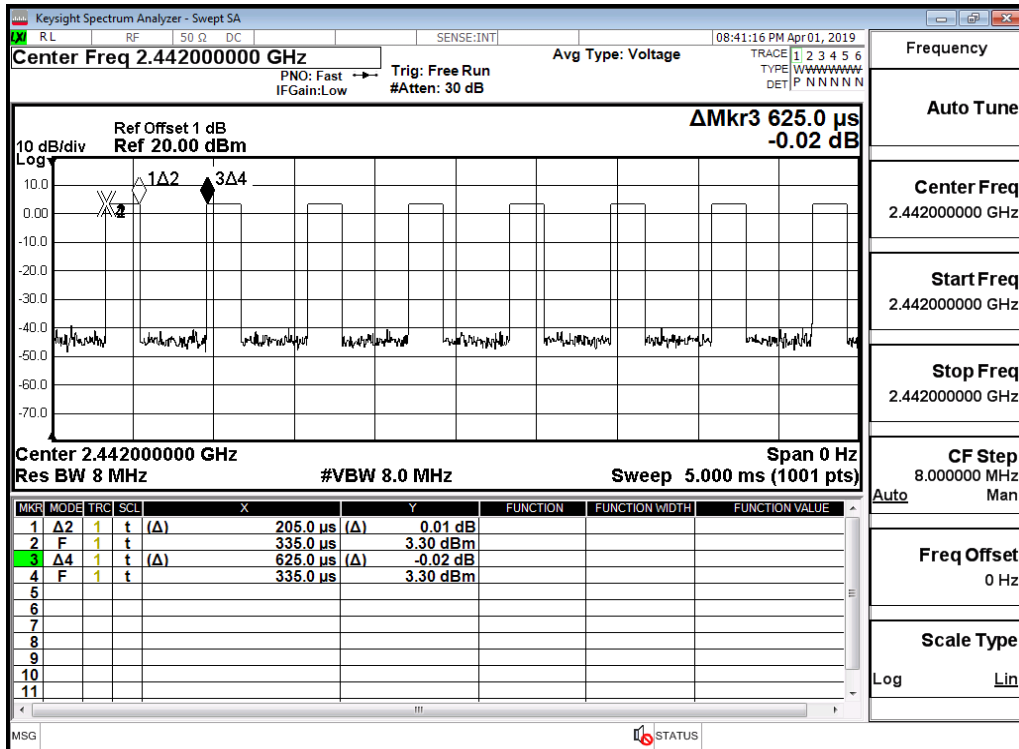 Keysight Spectrum Analyzer - Swept SA
LXI RL RF 50 Ω DC SENSE:INT 08:41:16 PM Apr 01, 2019
Center Freq 2.442000000 GHz
PNO: Fast
IFGain:Low
Trig: Free Run
#Atten: 30 dB
Avg Type: Voltage
TRACE 1 2 3 4 5 6
TYPE WWWWWW
DET P N N N N N
ΔMkr3 625.0 µs
-0.02 dB
Ref Offset 1 dB
10 dB/div Ref 20.00 dBm
Log
10.0
0.00
-10.0
-20.0
-30.0
-40.0
-50.0
-60.0
-70.0
1Δ2 3Δ4
2
Center 2.442000000 GHz Span 0 Hz
Res BW 8 MHz #VBW 8.0 MHz Sweep 5.000 ms (1001 pts)
MKR MODE TRC SCL X Y FUNCTION FUNCTION WIDTH FUNCTION VALUE
1 Δ2 1 t (Δ) 205.0 µs (Δ) 0.01 dB
2 F 1 t 335.0 µs 3.30 dBm
3 Δ4 1 t (Δ) 625.0 µs (Δ) -0.02 dB
4 F 1 t 335.0 µs 3.30 dBm
5
6
7
8
9
10
11
MSG STATUS
Frequency
Auto Tune
Center Freq
2.442000000 GHz
Start Freq
2.442000000 GHz
Stop Freq
2.442000000 GHz
CF Step
8.000000 MHz
Auto Man
Freq Offset
0 Hz
Scale Type
Log Lin